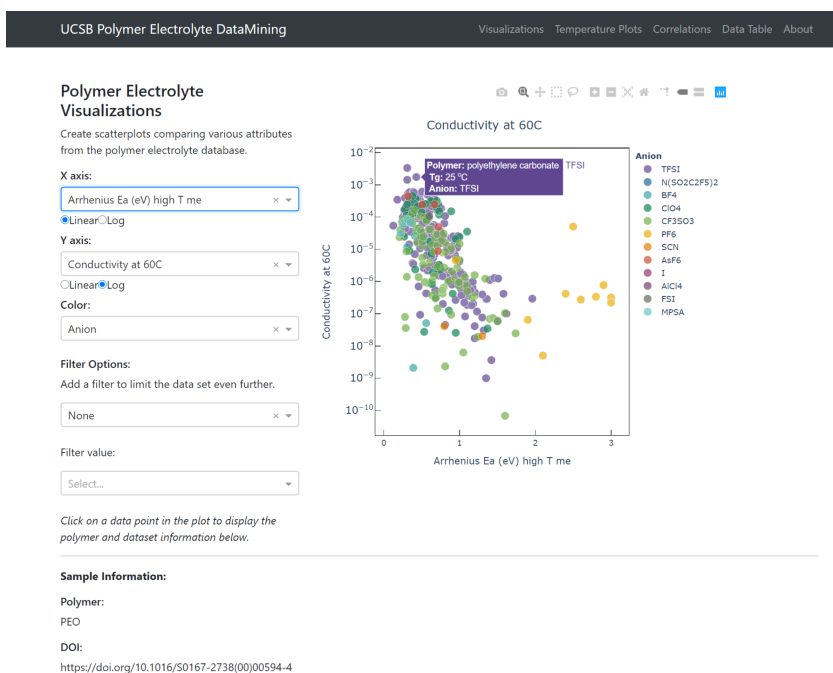 UCSB Polymer Electrolyte DataMining
Visualizations Temperature Plots Correlations Data Table About
Polymer Electrolyte
Visualizations
Create scatterplots comparing various attributes
from the polymer electrolyte database.
X axis:
Arrhenius Ea (eV) high T me
Linear Log
Y axis:
Conductivity at 60C
Linear Log
Color:
Anion
Filter Options:
Add a filter to limit the data set even further.
None
Filter value:
Select...
Click on a data point in the plot to display the
polymer and dataset information below.
Conductivity at 60C
Conductivity at 60C
10−2
10−3
10−4
10−5
10−6
10−7
10−8
10−9
10−10
0 1 2 3
Arrhenius Ea (eV) high T me
Polymer: polyethylene carbonate TFSI
Tg: 25 ºC
Anion: TFSI
Anion
TFSI
N(SO2C2F5)2
BF4
ClO4
CF3SO3
PF6
SCN
AsF6
I
AlCl4
FSI
MPSA
Sample Information:
Polymer:
PEO
DOI:
https://doi.org/10.1016/S0167-2738(00)00594-4